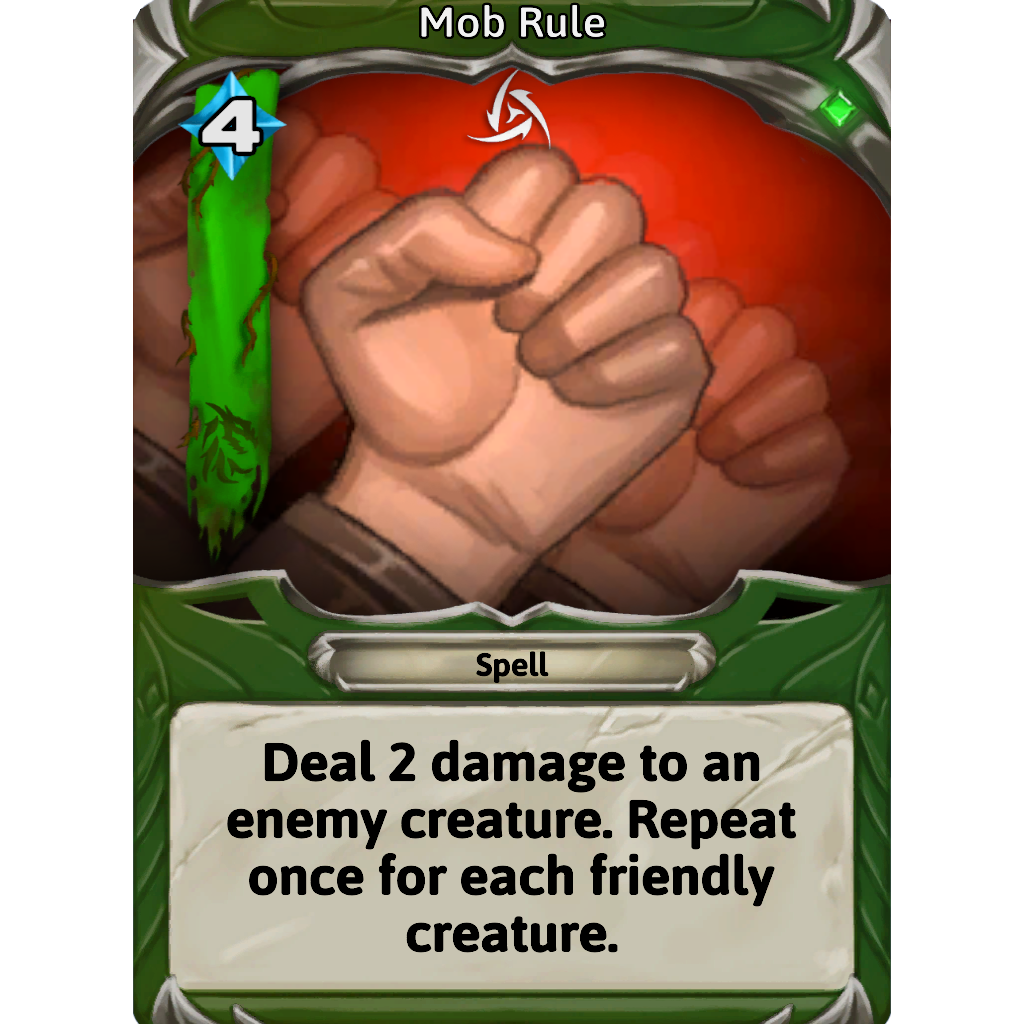 Mob Rule
4
Spell
Deal 2 damage to an
enemy creature. Repeat
once for each friendly
creature.